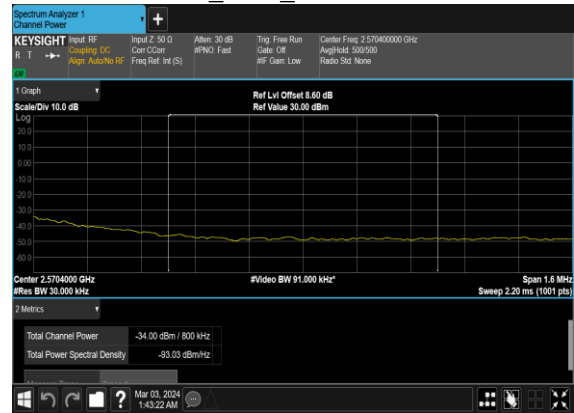 Spectrum Analyzer 1
Channel Power
KEYSIGHT Input: RF Input Z: 50 Ω Atten: 30 dB Trig: Free Run Center Freq: 2.570400000 GHz
R T Coupling: DC Corr CCorr #PNO: Fast Gate: Off Avg|Hold: 500/500
Align: Auto/No RF Freq Ref: Int (S) #IF Gain: Low Radio Std: None
1 Graph
Ref Lvl Offset 8.60 dB
Scale/Div 10.0 dB Ref Value 30.00 dBm
Log
20.0
10.0
0.00
-10.0
-20.0
-30.0
-40.0
-50.0
-60.0
Center 2.5704000 GHz #Video BW 91.000 kHz* Span 1.6 MHz
#Res BW 30.000 kHz Sweep 2.20 ms (1001 pts)
2 Metrics
Total Channel Power -34.00 dBm / 800 kHz
Total Power Spectral Density -93.03 dBm/Hz
Mar 03, 2024
1:43:22 AM